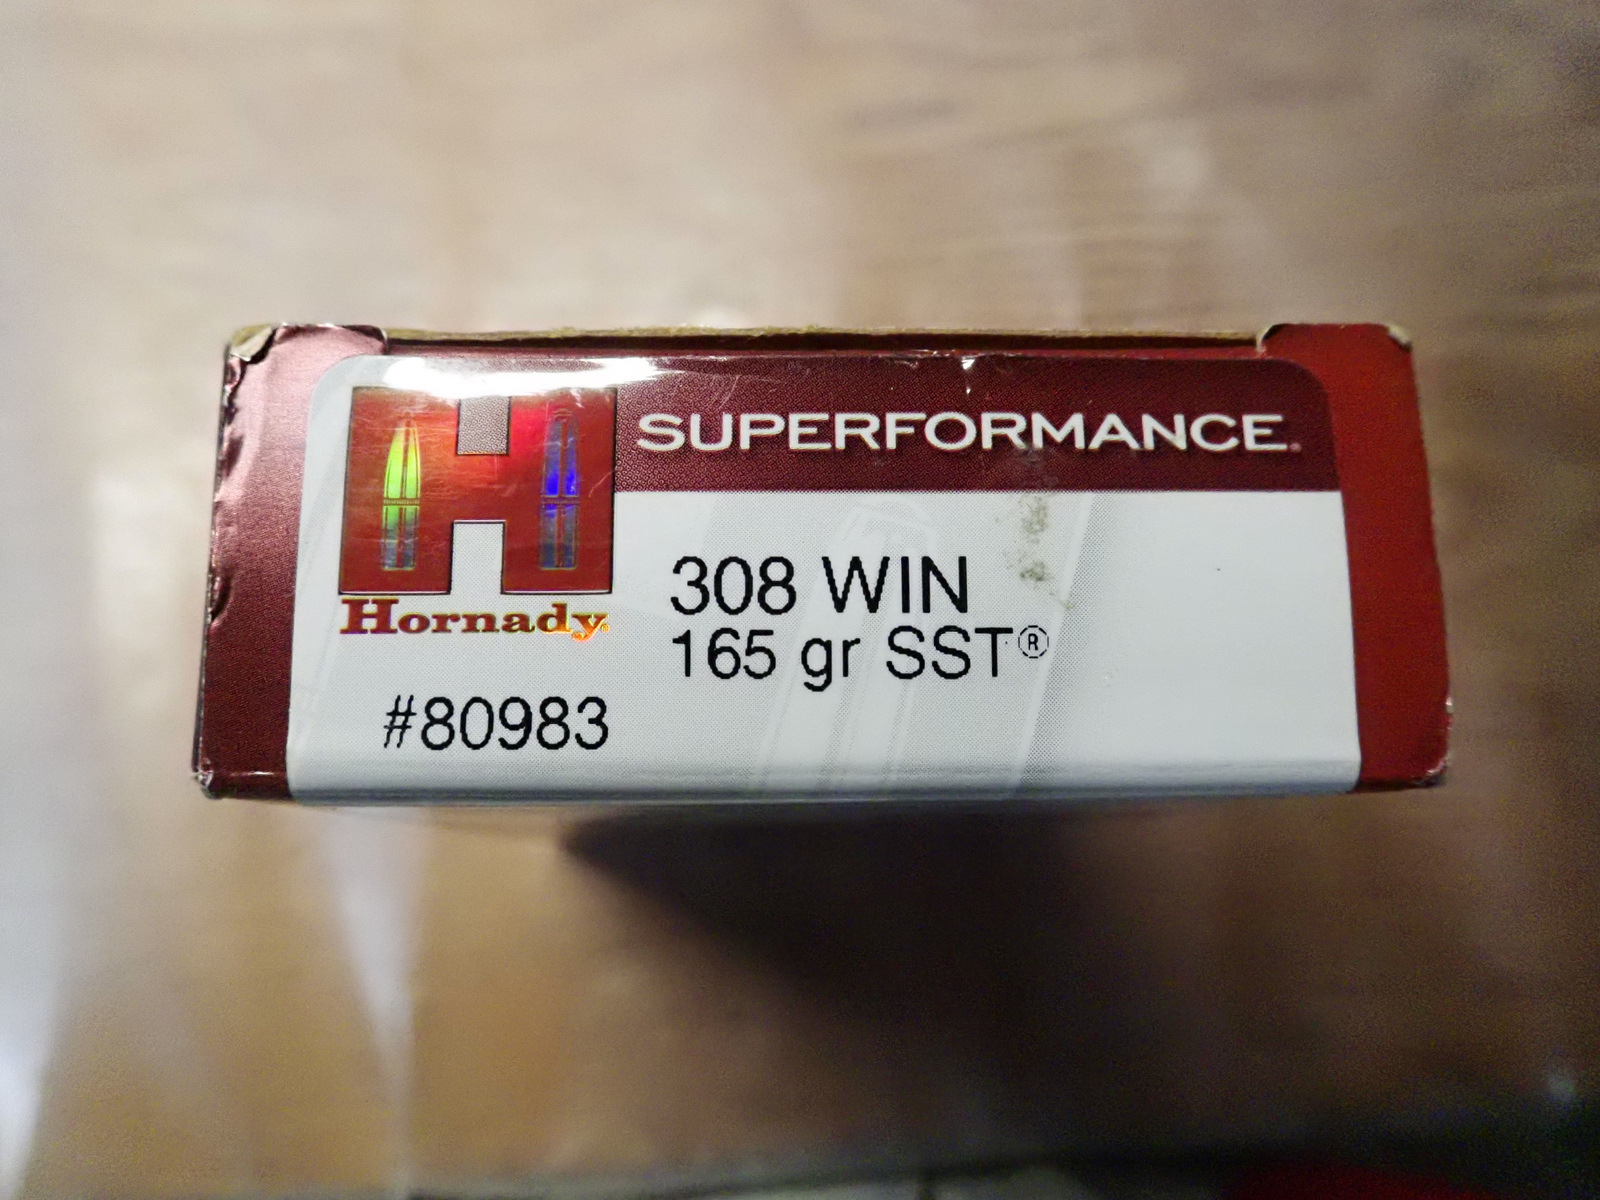 SUPERFORMANCE.
H
Hornady
308 WIN
165 gr SST®
#80983